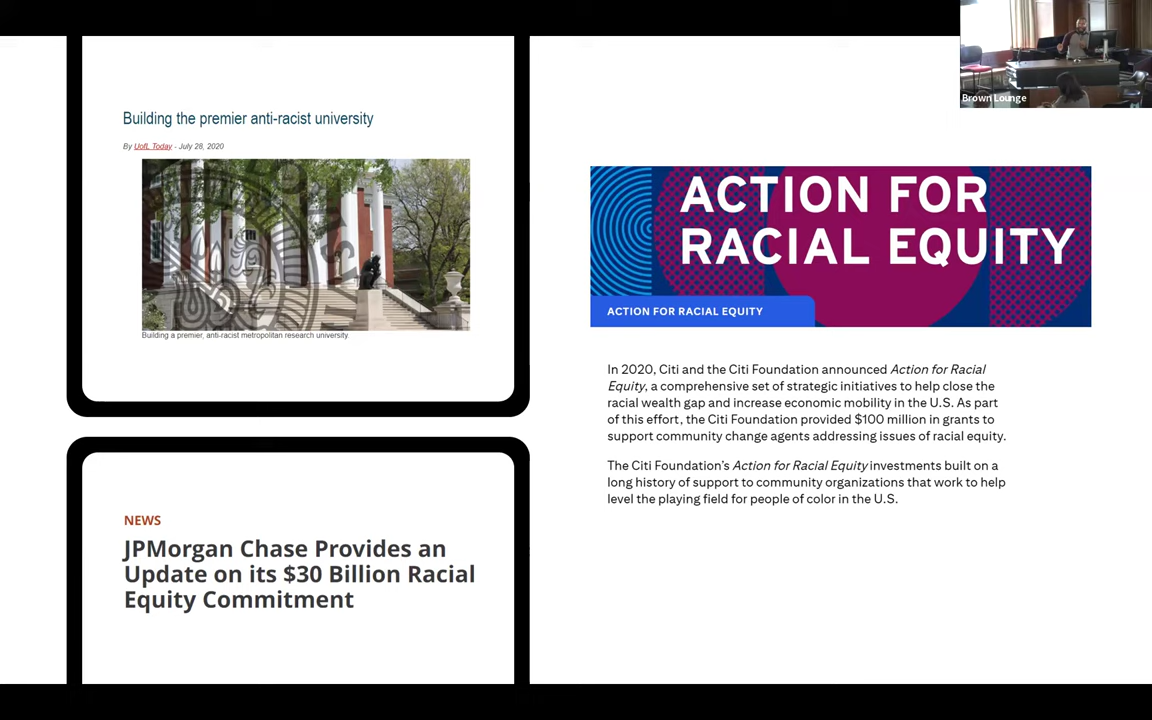 Building the premier anti-racist university
By UofL Today - July 28, 2020
Building a premier, anti-racist metropolitan research university.
NEWS
JPMorgan Chase Provides an
Update on its $30 Billion Racial
Equity Commitment
Brown Lounge
ACTION FOR
RACIAL EQUITY
ACTION FOR RACIAL EQUITY
In 2020, Citi and the Citi Foundation announced Action for Racial
Equity, a comprehensive set of strategic initiatives to help close the
racial wealth gap and increase economic mobility in the U.S. As part
of this effort, the Citi Foundation provided $100 million in grants to
support community change agents addressing issues of racial equity.
The Citi Foundation's Action for Racial Equity investments built on a
long history of support to community organizations that work to help
level the playing field for people of color in the U.S.